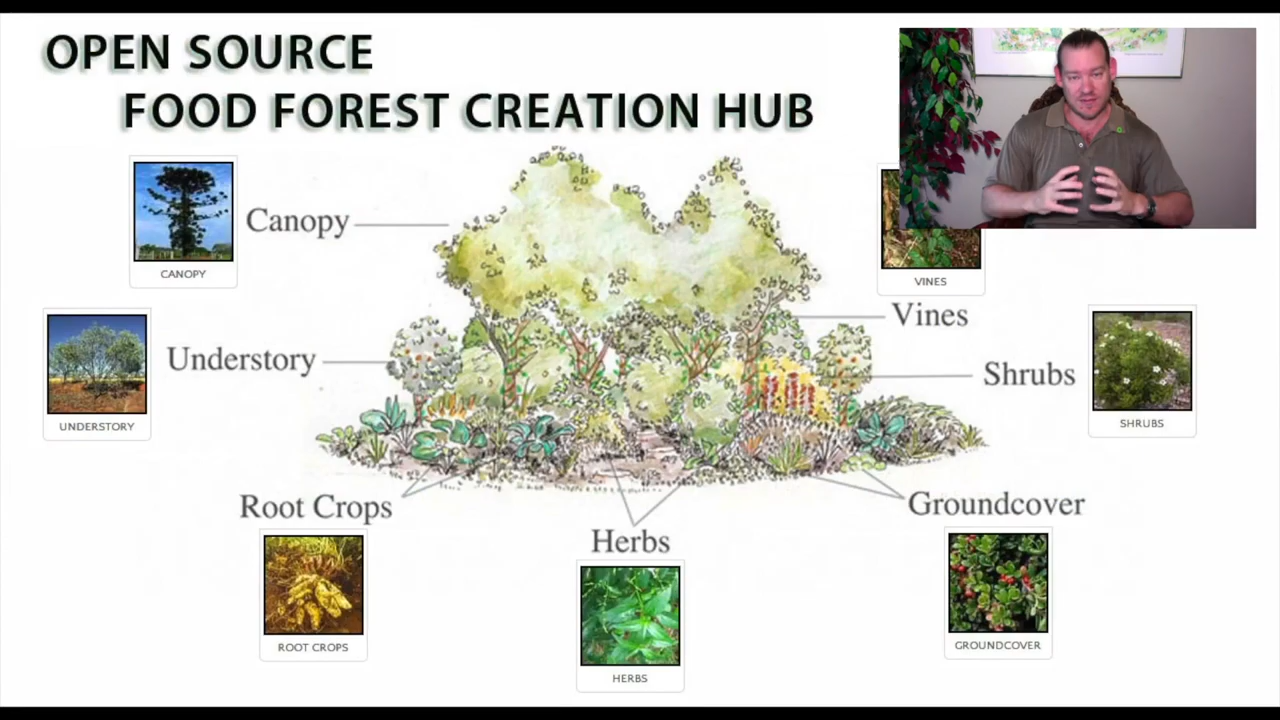 OPEN SOURCE
FOOD FOREST CREATION HUB
Canopy
CANOPY
VINES
Vines
Understory
Shrubs
UNDERSTORY
SHRUBS
Root Crops
Groundcover
Herbs
ROOT CROPS
GROUNDCOVER
HERBS